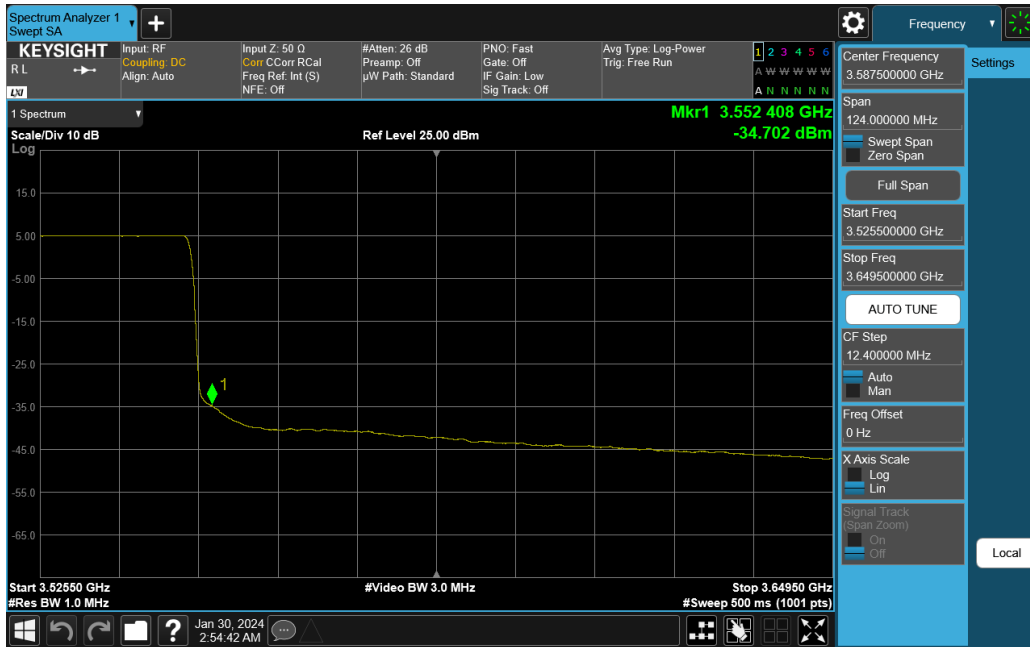 Spectrum Analyzer 1
Swept SA
Frequency
KEYSIGHT
R L
LXI
Input: RF
Coupling: DC
Align: Auto
Input Z: 50 Ω
Corr CCorr RCal
Freq Ref: Int (S)
NFE: Off
#Atten: 26 dB
Preamp: Off
µW Path: Standard
PNO: Fast
Gate: Off
IF Gain: Low
Sig Track: Off
Avg Type: Log-Power
Trig: Free Run
1 2 3 4 5 6
A W W W W W
A N N N N N
1 Spectrum
Scale/Div 10 dB
Log
Ref Level 25.00 dBm
Mkr1 3.552 408 GHz
-34.702 dBm
15.0
5.00
-5.00
-15.0
-25.0
-35.0
-45.0
-55.0
-65.0
1
Start 3.52550 GHz
#Res BW 1.0 MHz
#Video BW 3.0 MHz
Stop 3.64950 GHz
#Sweep 500 ms (1001 pts)
Center Frequency
3.587500000 GHz
Span
124.000000 MHz
Swept Span
Zero Span
Full Span
Start Freq
3.525500000 GHz
Stop Freq
3.649500000 GHz
AUTO TUNE
CF Step
12.400000 MHz
Auto
Man
Freq Offset
0 Hz
X Axis Scale
Log
Lin
Signal Track
(Span Zoom)
On
Off
Settings
Local
?
Jan 30, 2024
2:54:42 AM